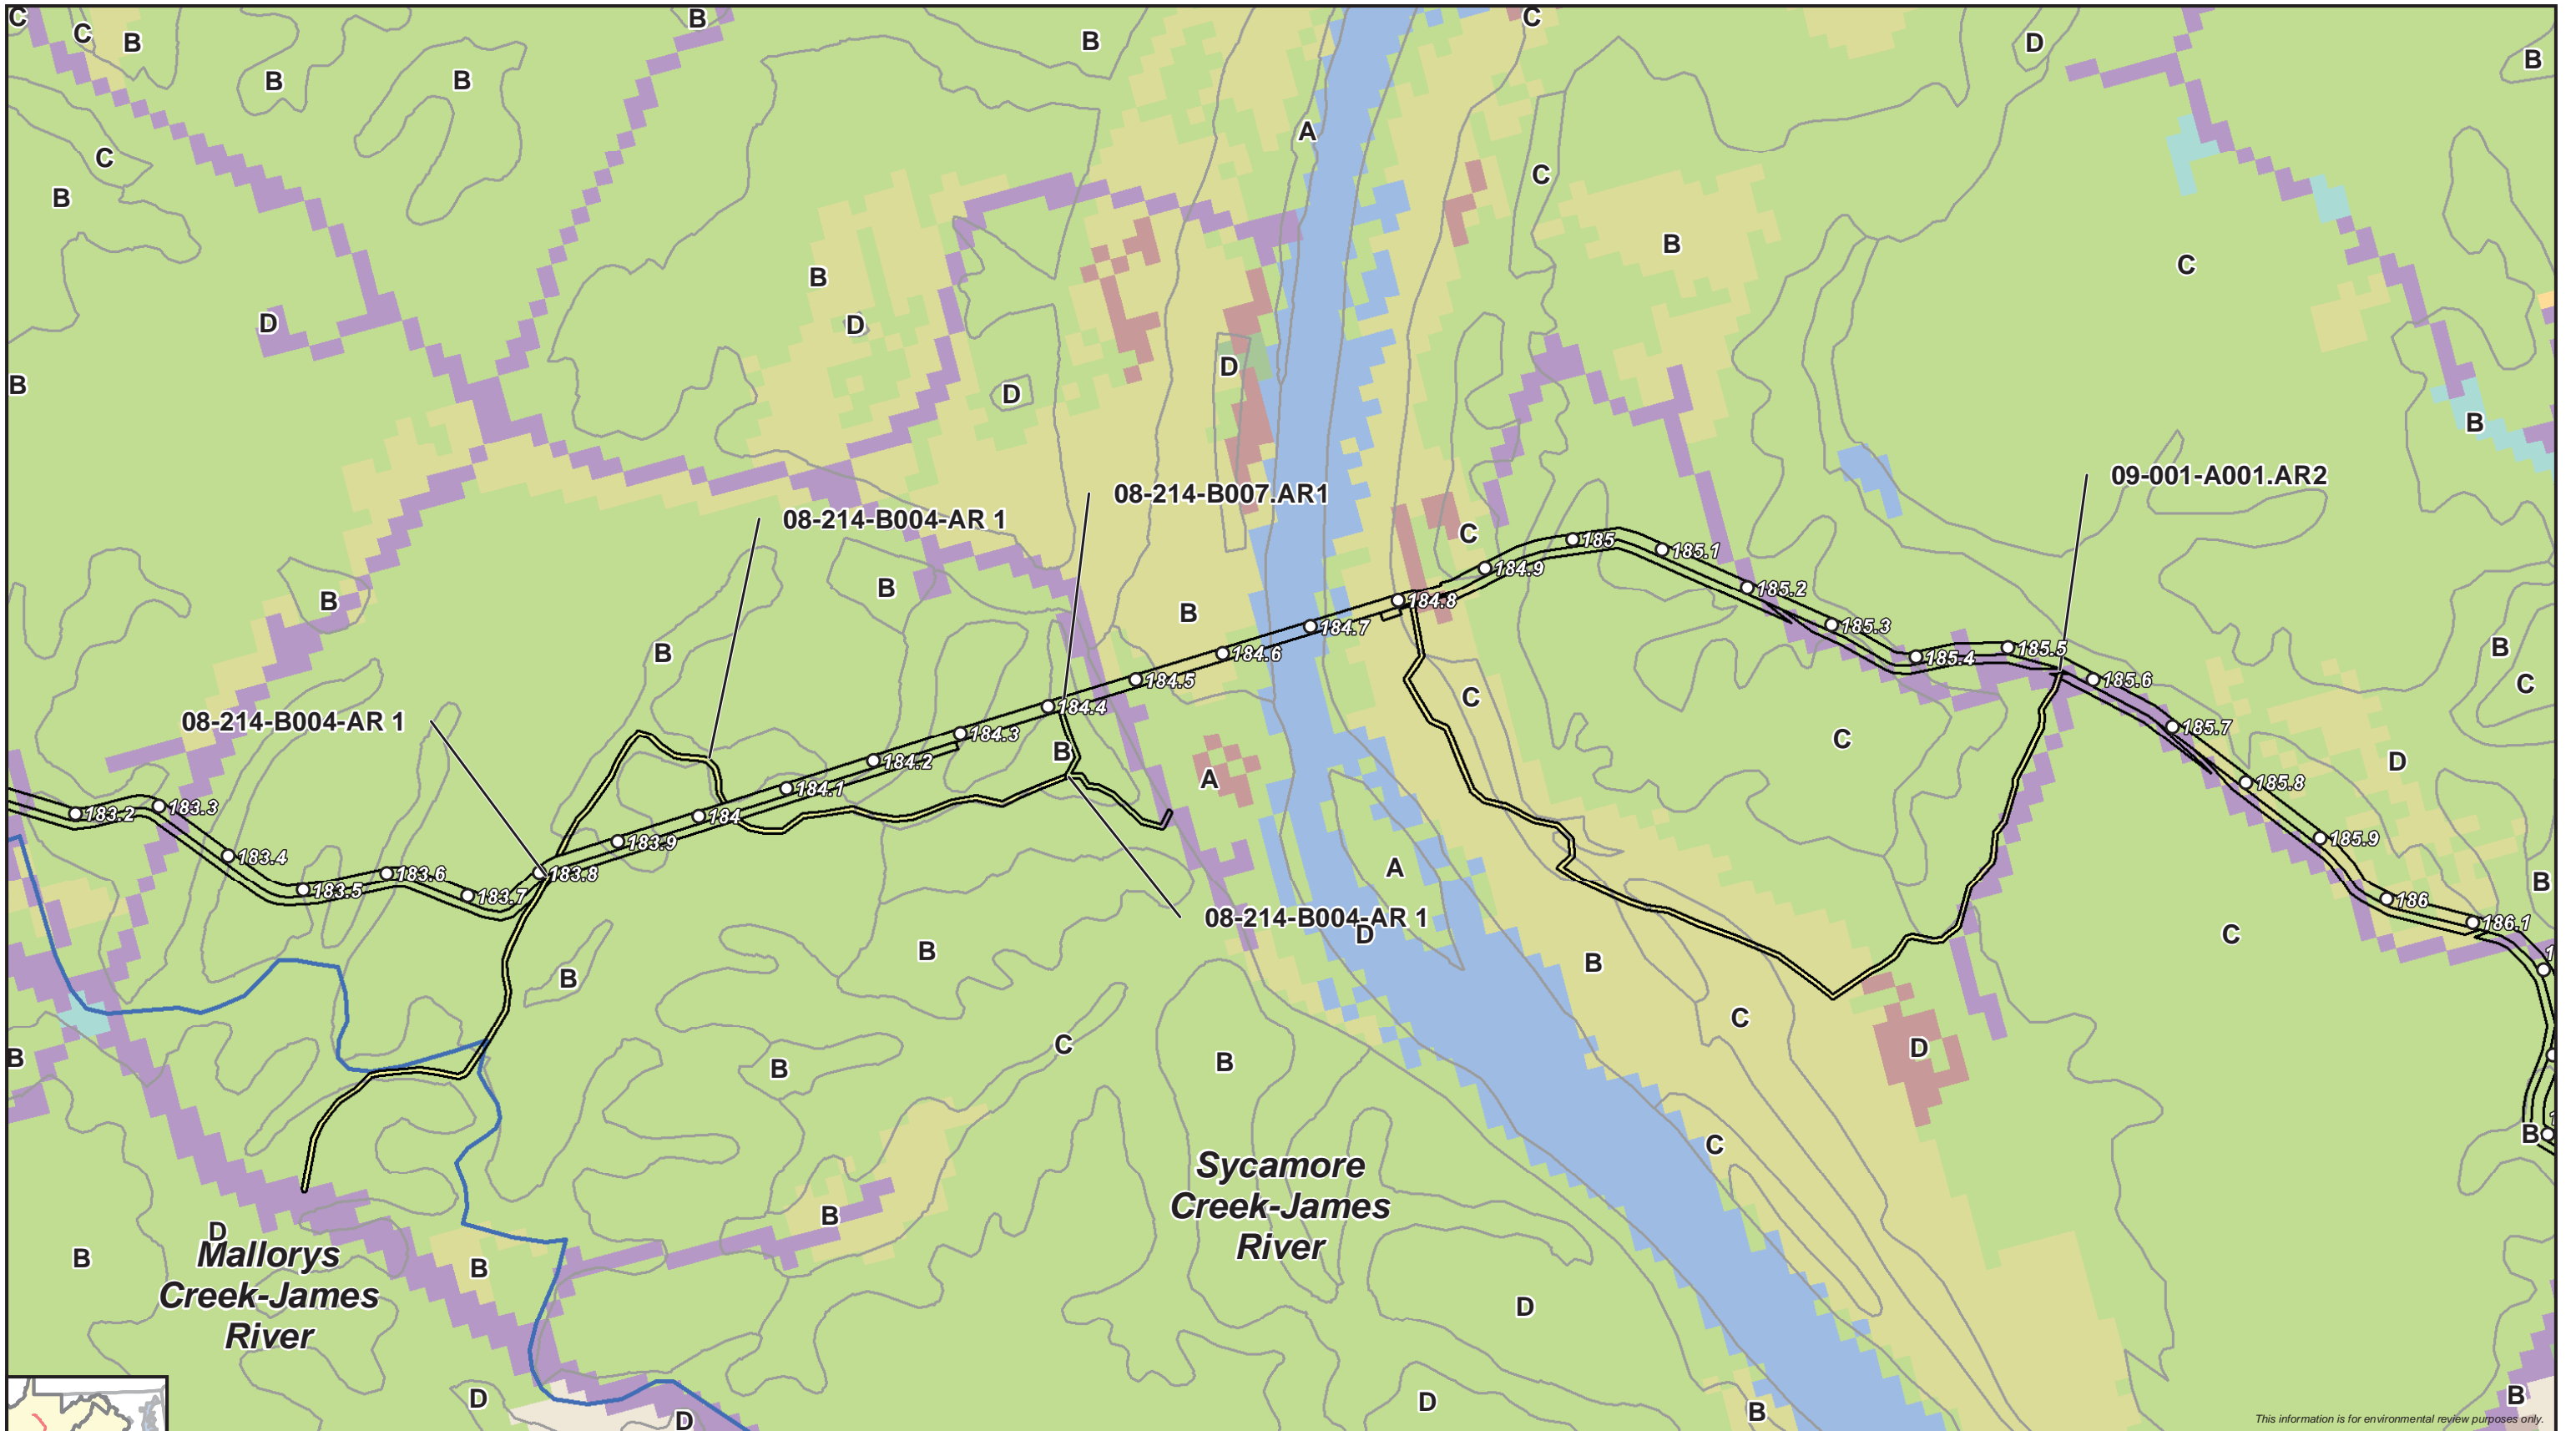 C
C
B
B
B
C
D
B
B
B
B
A
C
B
C
B
B
C
D
B
D
D
D
B
B
09-001-A001.AR2
08-214-B007.AR1
08-214-B004-AR 1
C
185
185.1
184.9
B
185.2
B
184.8
B
184.7
185.3
B
184.6
185.4
185.5
B
184.5
185.6
C
C
184.4
08-214-B004-AR 1
185.7
184.3
C
B
184.2
D
A
185.8
184.1
183.3
183.2
184
185.9
183.9
183.4
A
183.8
183.6
B
183.5
183.7
186
08-214-B004-AR 1
186.1
D
C
B
B
B
C
C
D
B
B
B
C
B
Sycamore
Creek-James
River
B
D
B
Mallorys
Creek-James
River
B
D
D
D
B
B
D
This information is for environmental review purposes only.